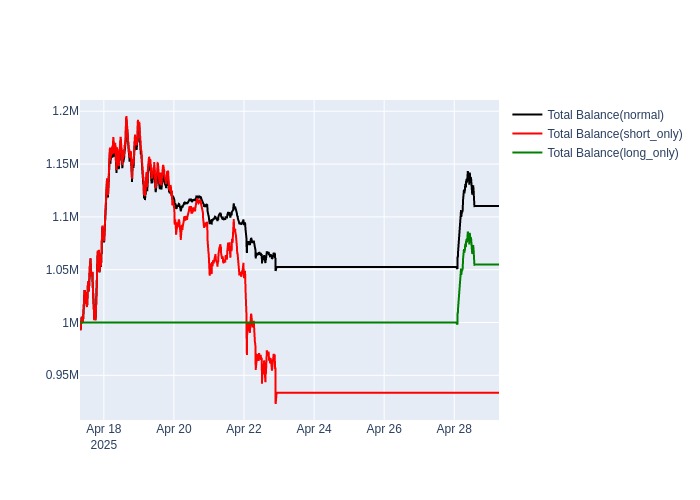 1.2M
1.15M
1.1M
1.05M
1M
0.95M
Apr 18
2025
Apr 20
Apr 22
Apr 24
Apr 26
Apr 28
Total Balance(normal)
Total Balance(short_only)
Total Balance(long_only)